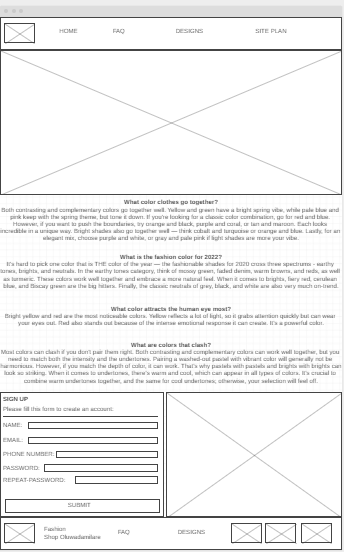 HOME FAQ DESIGNS SITE PLAN
What color clothes go together?
Both contrasting and complementary colors go together well. Yellow and green have a bright spring vibe, while pale blue and
pink keep with the spring theme, but tone it down. If you're looking for a classic color combination, go for red and blue.
However, if you want to push the boundaries, try orange and black, purple and coral, or tan and maroon. Each looks
incredible in a unique way. Bright shades also go together well — think cobalt and turquoise or orange and blue. Lastly, for an
elegant mix, choose purple and white, or gray and pale pink if light shades are more your vibe.
What is the fashion color for 2022?
It's hard to pick one color that is THE color of the year — the fashionable shades for 2020 cross three spectrums - earthy
tones, brights, and neutrals. In the earthy tones category, think of mossy green, faded denim, warm browns, and reds, as well
as turmeric yellow. These colors work well together, especially when combined. When it comes to brights, fiery red, cerulean
blue, and Biscay green are the big hitters. Finally, the classic neutrals of grey, black, and white are also very much on-trend.
What color attracts the human eye most?
Bright yellow and red are the most noticeable colors. Yellow reflects a lot of light, so it grabs attention quickly but can wear
your eyes out. Red also stands out because of the intense emotional response it can create. It's a powerful color.
What are colors that clash?
Most colors can clash if you don't pair them right. Both contrasting and complementary colors can work well together, but you
need to match both the intensity and the undertones. Pairing a washed-out pastel with vibrant color will generally not be
harmonious. However, if you match the depth of color, it can work. That's why pastels with pastels and brights with brights can
look so striking. When it comes to undertones, there's warm and cool, which can appear in all types of colors. It's crucial to
combine warm undertones together, and the same for cool undertones; otherwise, your selection will feel off.
SIGN UP
Please fill this form to create an account.
NAME:
EMAIL:
PHONE NUMBER:
PASSWORD:
REPEAT-PASSWORD:
SUBMIT
Fashion
Shop Oluwadamilare
FAQ DESIGNS